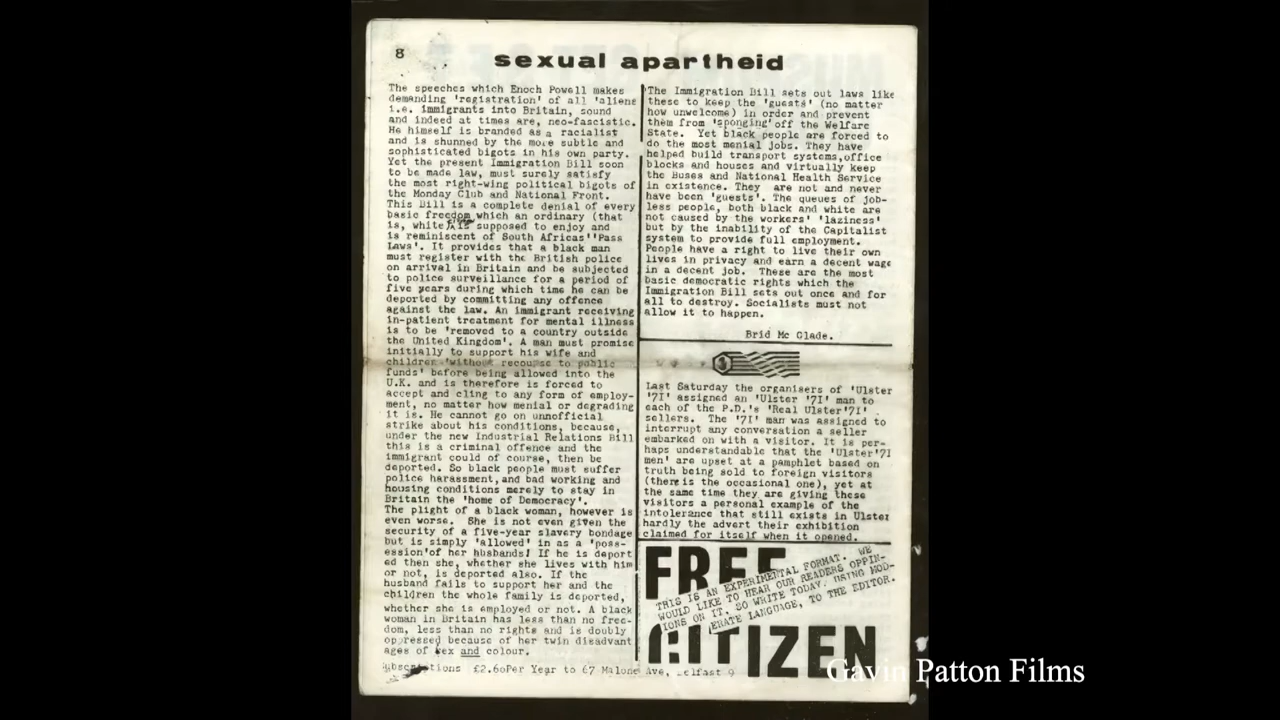 8
sexual apartheid
The speeches which Enoch Powell makes
demanding 'registration' of all 'aliens
i.e. immigrants into Britain, sound
and indeed at times are, neo-fascistic.
He himself is branded as a racialist
and is shunned by the more subtle and
sophisticated bigots in his own party.
Yet the present Immigration Bill soon
to be made law, must surely satisfy
the most right-wing political bigots of
the Monday Club and National Front.
This Bill is a complete denial of every
basic freedom which an ordinary (that
is, white is supposed to enjoy and
is reminescent of South Africas''Pass
Laws'. It provides that a black man
must register with the British police
on arrival in Britain and be subjected
to police surveillance for a period of
five years during which time he can be
deported by committing any offence
against the law. An immigrant receiving
in-patient treatment for mental illness
is to be 'removed to a country outside
the United Kingdom'. A man must promise
initially to support his wife and
children 'without recourse to public
funds' before being allowed into the
U.K. and is therefore is forced to
accept and cling to any form of employ-
ment, no matter how menial or degrading
it is. He cannot go on unnofficial
strike about his conditions, because,
under the new Industrial Relations Bill
this is a criminal offence and the
immigrant could of course, then be
deported. So black people must suffer
police harassment,and bad working and
housing conditions merely to stay in
Britain the 'home of Democracy'.
The plight of a black woman, however is
even worse. She is not even given the
security of a five-year slavery bondage
but is simply 'allowed' in as a 'poss-
ession'of her husbands! If he is deport
ed then she, whether she lives with him
or not, is deported also. If the
husband fails to support her and the
children the whole family is deported,
whether she is employed or not. A black
woman in Britain has less than no free-
dom, less than no rights and is doubly
oppressed because of her twin disadvant
ages of sex and colour.
'The Immigration Bill sets out laws like
these to keep the 'guests' (no matter
how unwelcome) in order and prevent
them from 'sponging' off the Welfare
State. Yet black people are forced to
do the most menial jobs. They have
helped build transport systems,office
blocks and houses and virtually keep
the Buses and National Health Service
in existence. They are not and never
have been 'guests'. The queues of job-
less people, both black and white are
not caused by the workers' 'laziness'
but by the inability of the Capitalist
system to provide full employment.
People have a right to live their own
lives in privacy and earn a decent wage
in a decent job. These are the most
basic democratic rights which the
Immigration Bill sets out once and for
all to destroy. Socialists must not
allow it to happen.
Brid Mc Glade.
Last Saturday the organisers of 'Ulster
'71' assigned an 'Ulster '71' man to
each of the P.D.'s 'Real Ulster'71'
sellers. The '71' man was assigned to
interrupt any conversation a seller
embarked on with a visitor. It is per-
haps understandable that the 'Ulster'71
men' are upset at a pamphlet based on
truth being sold to foreign visitors
(there is the occasional one), yet at
the same time they are giving these
visitors a personal example of the
intolerance that still exists in Ulster
hardly the advert their exhibition
claimed for itself when it opened.
FREE
THIS IS AN EXPERIMENTAL FORMAT. WE
WOULD LIKE TO HEAR OUR READERS OPPIN-
IONS ON IT. SO WRITE TODAY. USING MOD-
ERATE LANGUAGE, TO THE EDITOR.
CITIZEN
Subscriptions £2.60Per Year to 67 Malone Ave, Belfast 9
Gavin Patton Films